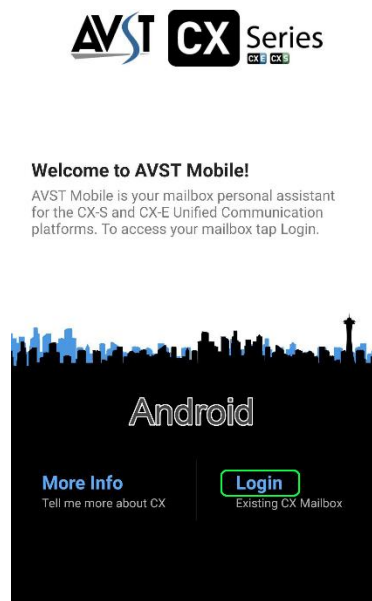 AVST CX Series
CXE CXS
Welcome to AVST Mobile!
AVST Mobile is your mailbox personal assistant
for the CX-S and CX-E Unified Communication
platforms. To access your mailbox tap Login.
Android
More Info
Tell me more about CX
Login
Existing CX Mailbox